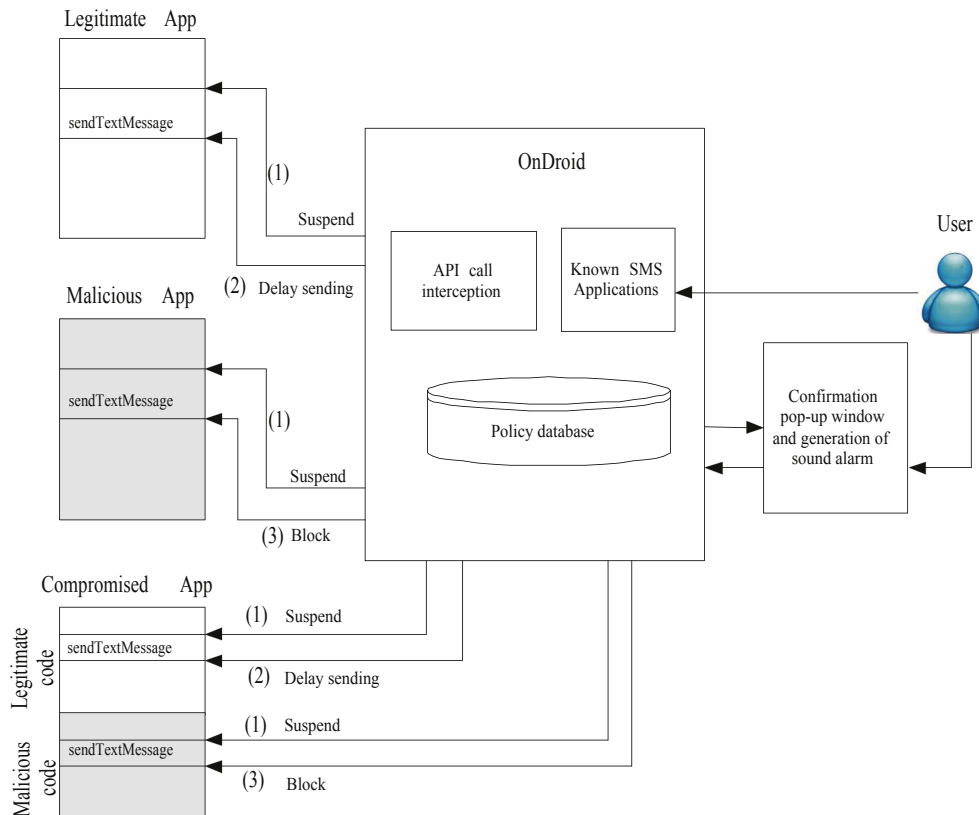 Legitimate App
sendTextMessage
(1)
Suspend
(2) Delay sending
Malicious App
sendTextMessage
(1)
Suspend
(3) Block
Compromised App
Legitimate
code
sendTextMessage
(1) Suspend
(2) Delay sending
Malicious
code
sendTextMessage
(1) Suspend
(3) Block
OnDroid
API call
interception
Known SMS
Applications
Policy database
User
Confirmation
pop-up window
and generation of
sound alarm